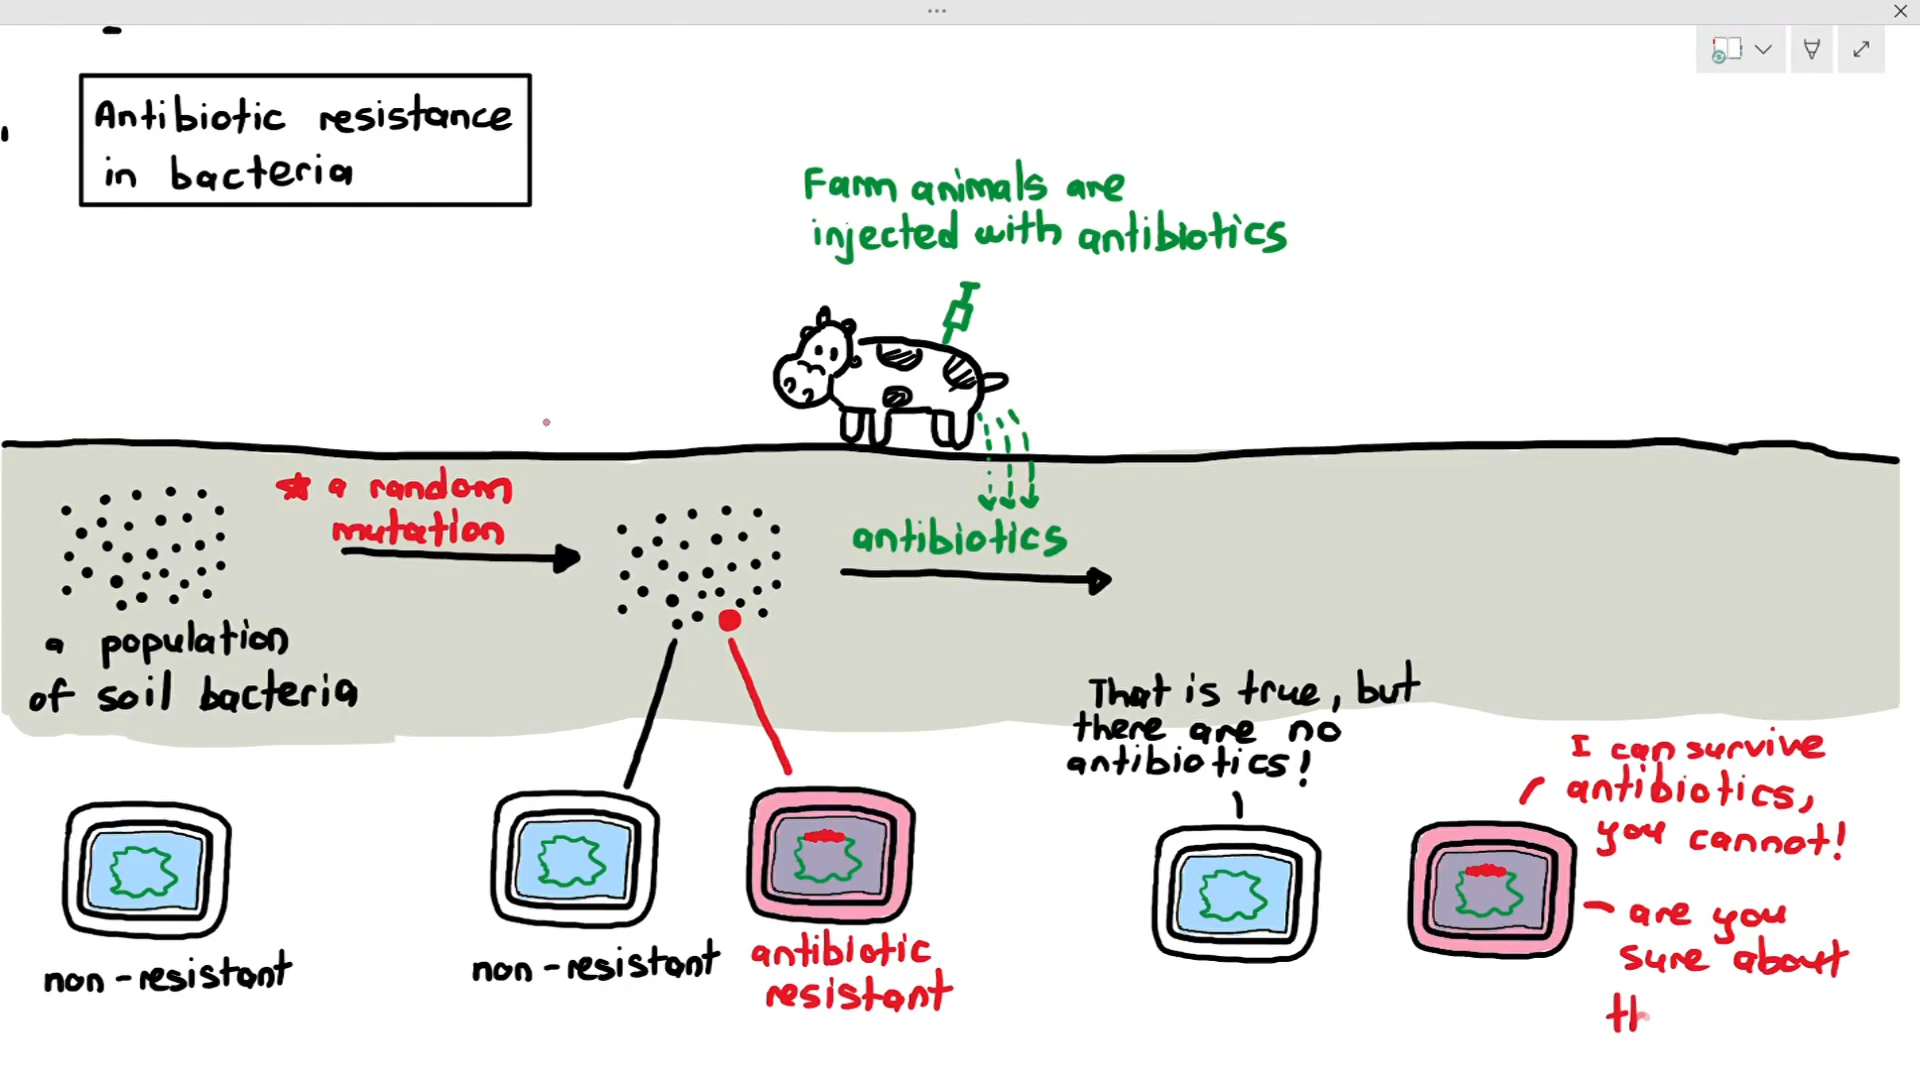 Antibiotic resistance
in bacteria
Farm animals are
injected with antibiotics
* a random
mutation
antibiotics
a population
of soil bacteria
That is true, but
there are no
antibiotics!
I can survive
antibiotics,
you cannot!
are you
sure about
th
non-resistant
non-resistant
antibiotic
resistant